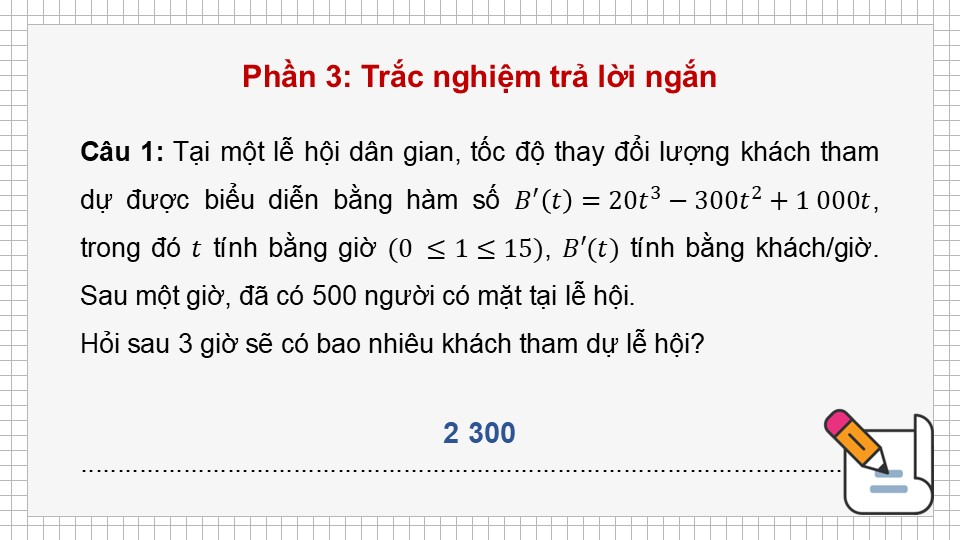 Phần 3: Trắc nghiệm trả lời ngắn
Câu 1: Tại một lễ hội dân gian, tốc độ thay đổi lượng khách tham
dự được biểu diễn bằng hàm số 𝐵′(𝑡) = 20𝑡³ − 300𝑡² + 1 000𝑡,
trong đó 𝑡 tính bằng giờ (0 ≤ 1 ≤ 15), 𝐵′(𝑡) tính bằng khách/giờ.
Sau một giờ, đã có 500 người có mặt tại lễ hội.
Hỏi sau 3 giờ sẽ có bao nhiêu khách tham dự lễ hội?
2 300
......................................................................................................